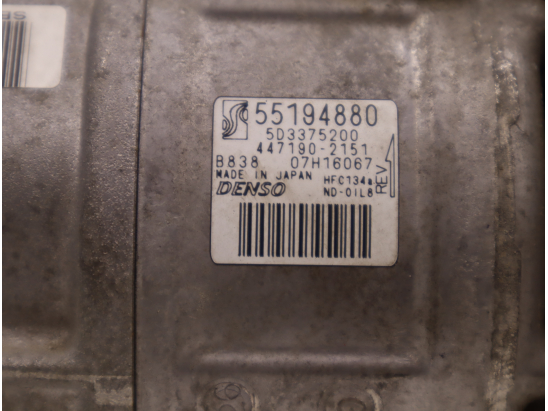 55194880
5D3375200
447190-2151
B838 07H16067
MADE IN JAPAN HFC134a
DENSO ND-OIL8
REV